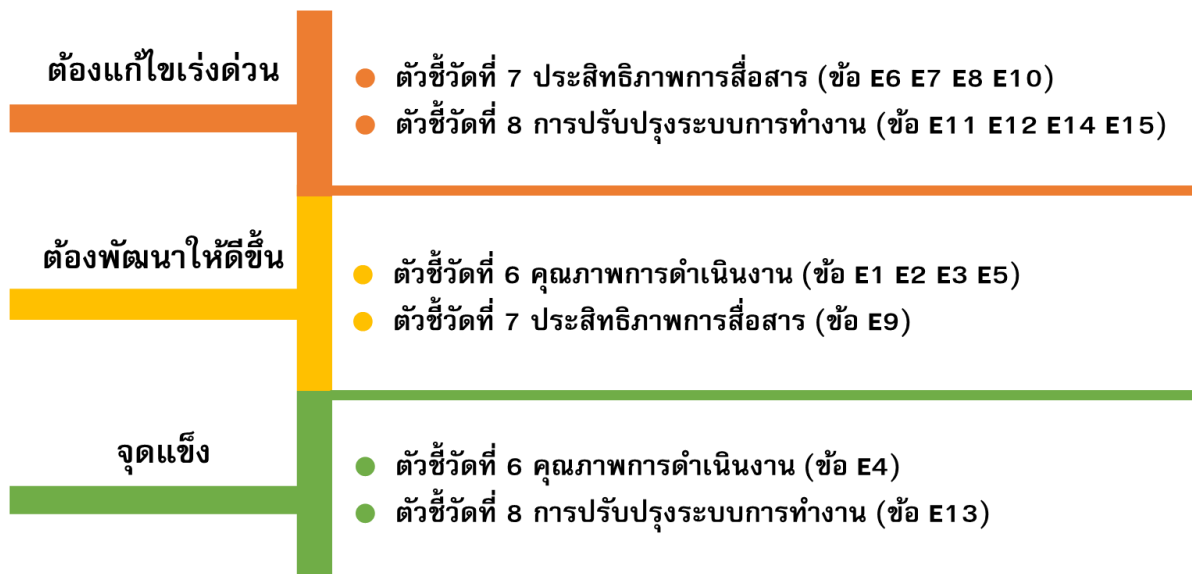 ต้องแก้ไขเร่งด่วน
ตัวชี้วัดที่ 7 ประสิทธิภาพการสื่อสาร (ข้อ E6 E7 E8 E10)
ตัวชี้วัดที่ 8 การปรับปรุงระบบการทำงาน (ข้อ E11 E12 E14 E15)
ต้องพัฒนาให้ดีขึ้น
ตัวชี้วัดที่ 6 คุณภาพการดำเนินงาน (ข้อ E1 E2 E3 E5)
ตัวชี้วัดที่ 7 ประสิทธิภาพการสื่อสาร (ข้อ E9)
จุดแข็ง
ตัวชี้วัดที่ 6 คุณภาพการดำเนินงาน (ข้อ E4)
ตัวชี้วัดที่ 8 การปรับปรุงระบบการทำงาน (ข้อ E13)